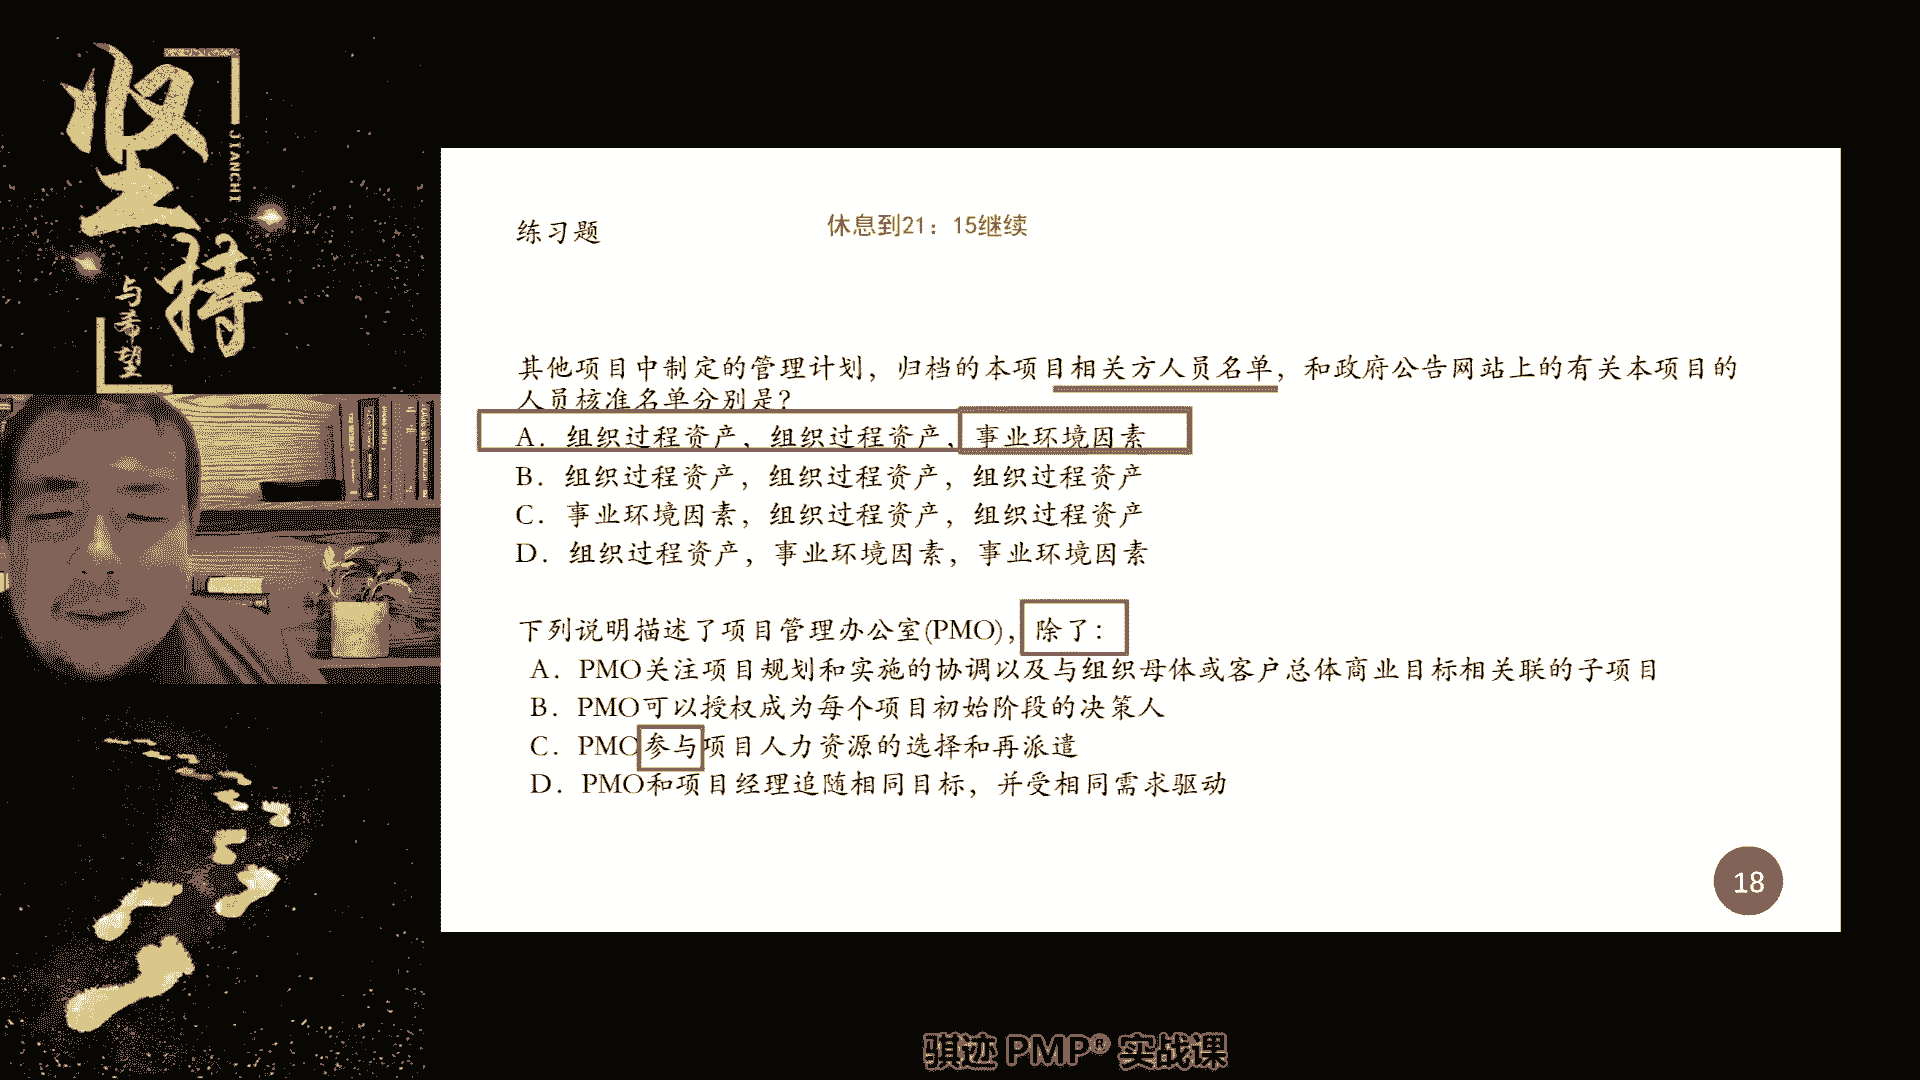 坚持
JIANCHI
与希望
练习题
休息到21：15继续
其他项目中制定的管理计划，归档的本项目相关方人员名单，和政府公告网站上的有关本项目的
人员核准名单分别是？
A．组织过程资产，组织过程资产，事业环境因素
B．组织过程资产，组织过程资产，组织过程资产
C．事业环境因素，组织过程资产，组织过程资产
D．组织过程资产，事业环境因素，事业环境因素
下列说明描述了项目管理办公室(PMO)，除了：
A．PMO关注项目规划和实施的协调以及与组织母体或客户总体商业目标相关联的子项目
B．PMO可以授权成为每个项目初始阶段的决策人
C．PMO参与项目人力资源的选择和再派遣
D．PMO和项目经理追随相同目标，并受相同需求驱动
18
骐迹 PMP® 实战课